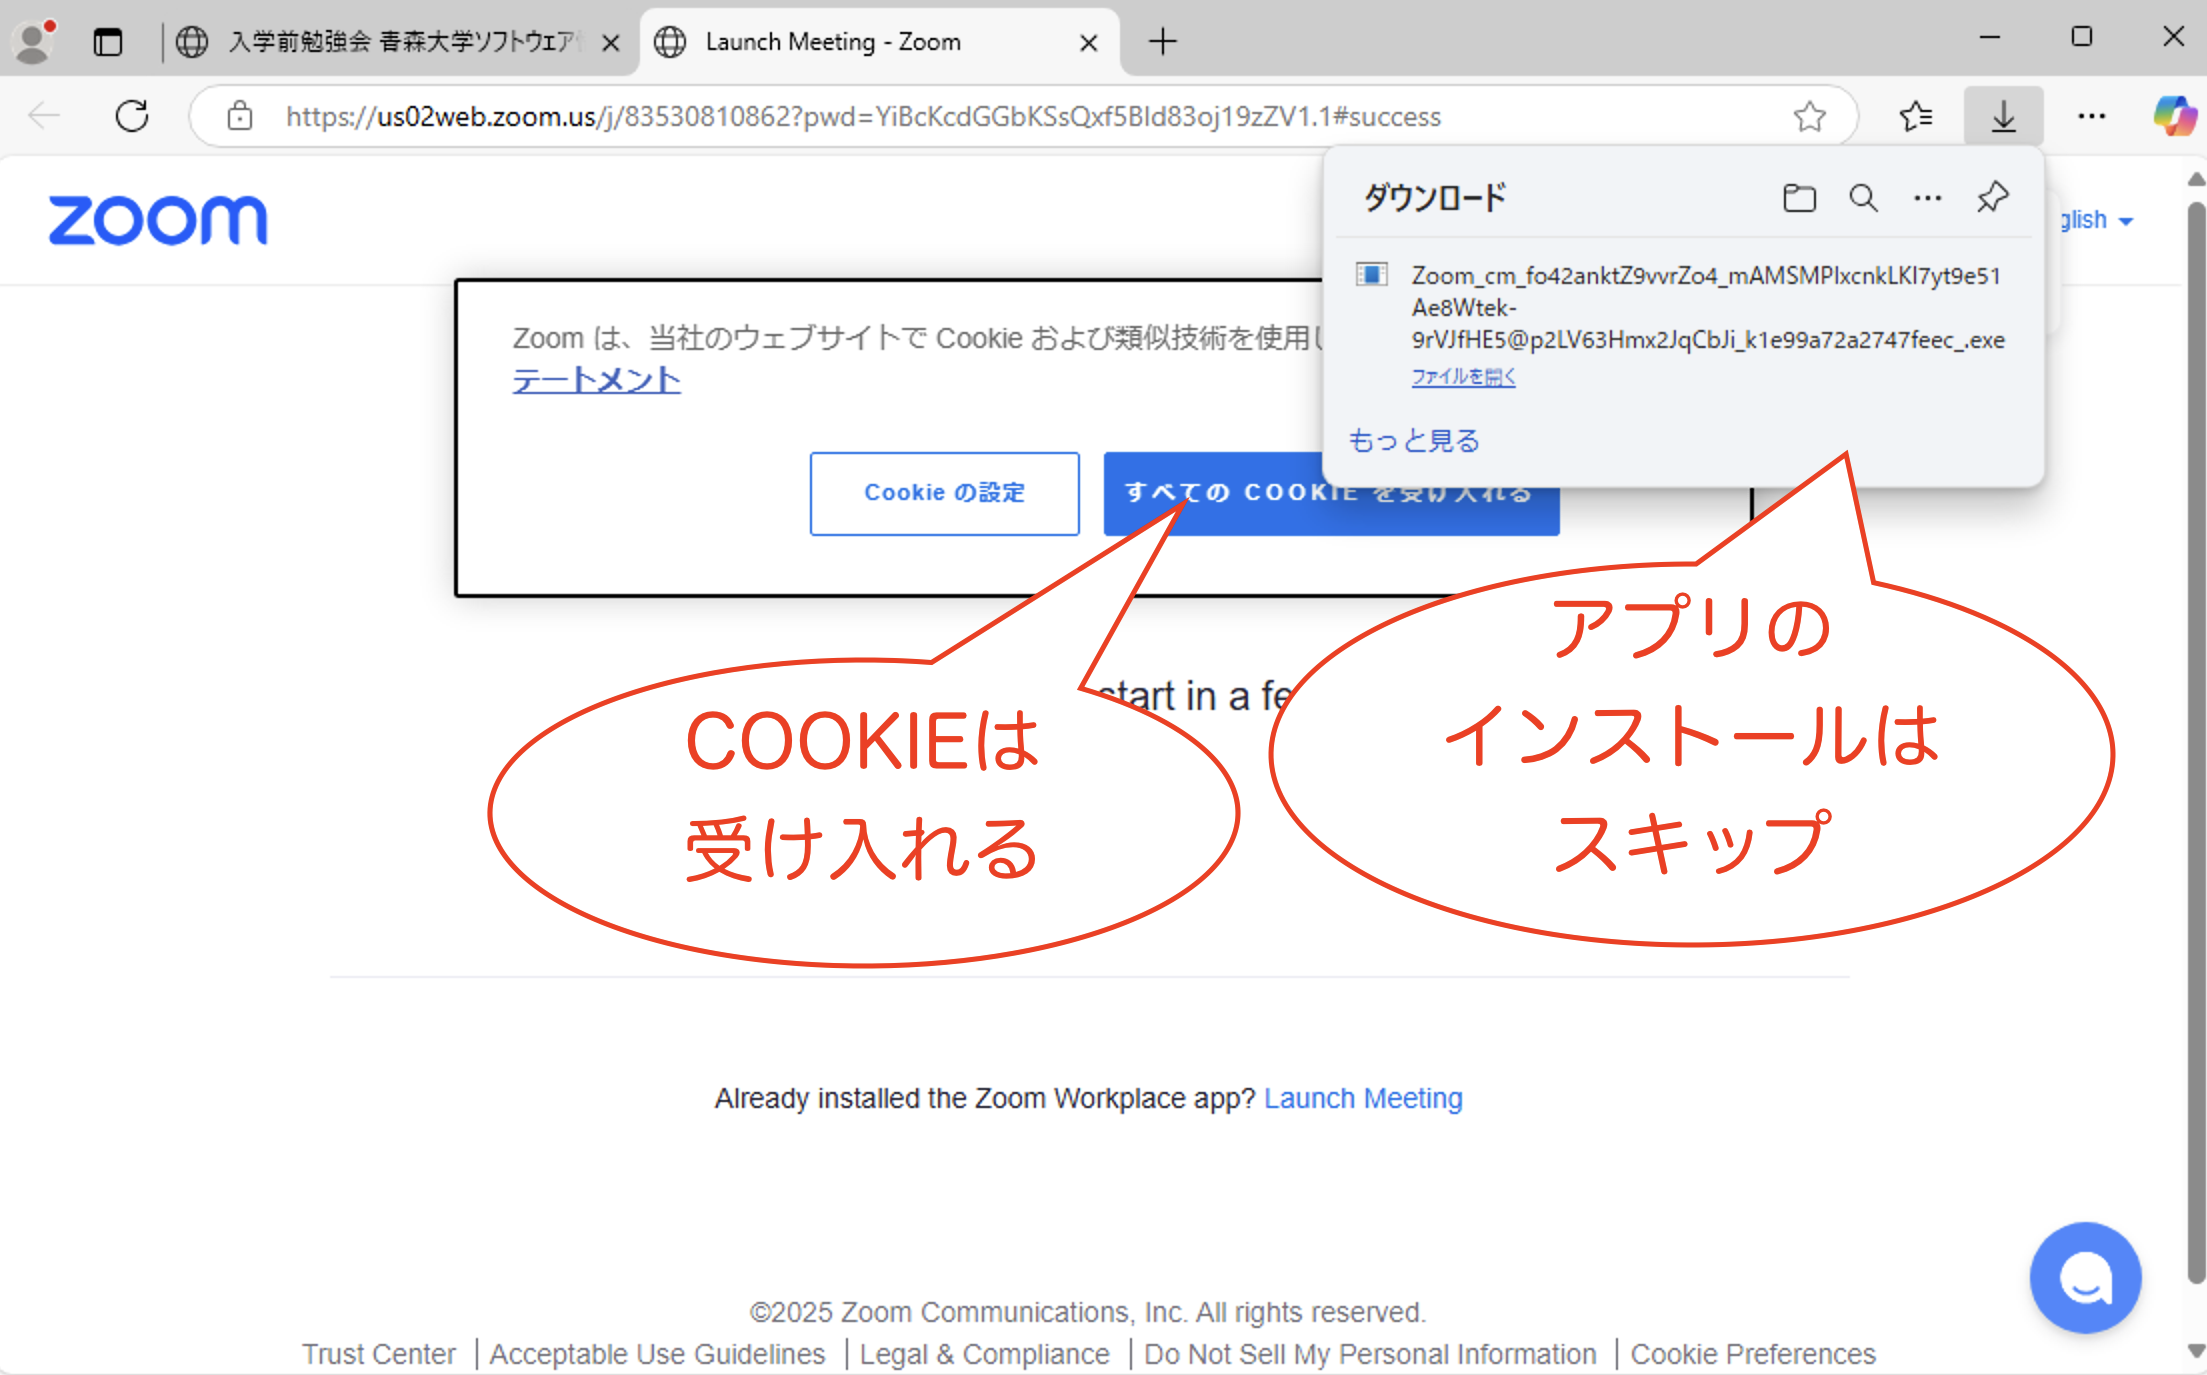 入学前勉強会 青森大学ソフトウェア
Launch Meeting - Zoom
https://us02web.zoom.us/j/83530810862?pwd=YiBcKcdGGbKSsQxf5Bld83oj19zZV1.1#success
zoom
glish
ダウンロード
Zoom_cm_fo42anktZ9vvrZo4_mAMSMPlxcnkLKl7yt9e51
Ae8Wtek-
9rVJfHE5@p2LV63Hmx2JqCbJi_k1e99a72a2747feec_.exe
ファイルを開く
もっと見る
Zoom は、当社のウェブサイトで Cookie および類似技術を使用し
テートメント
Cookie の設定
すべての COOKIE を受け入れる
start in a fe
COOKIEは
受け入れる
アプリの
インストールは
スキップ
Already installed the Zoom Workplace app? Launch Meeting
©2025 Zoom Communications, Inc. All rights reserved.
Trust Center | Acceptable Use Guidelines | Legal & Compliance | Do Not Sell My Personal Information | Cookie Preferences